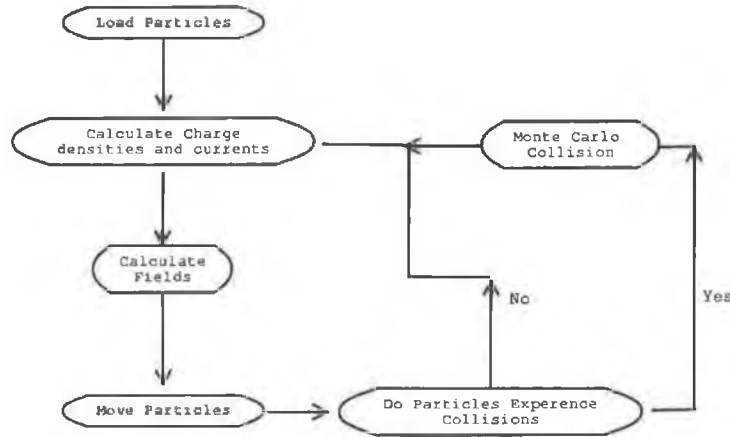 Load Particles
Calculate Charge
densities and currents
Monte Carlo
Collision
Calculate
Fields
No
Yes
Move Particles
Do Particles Experence
Collisions